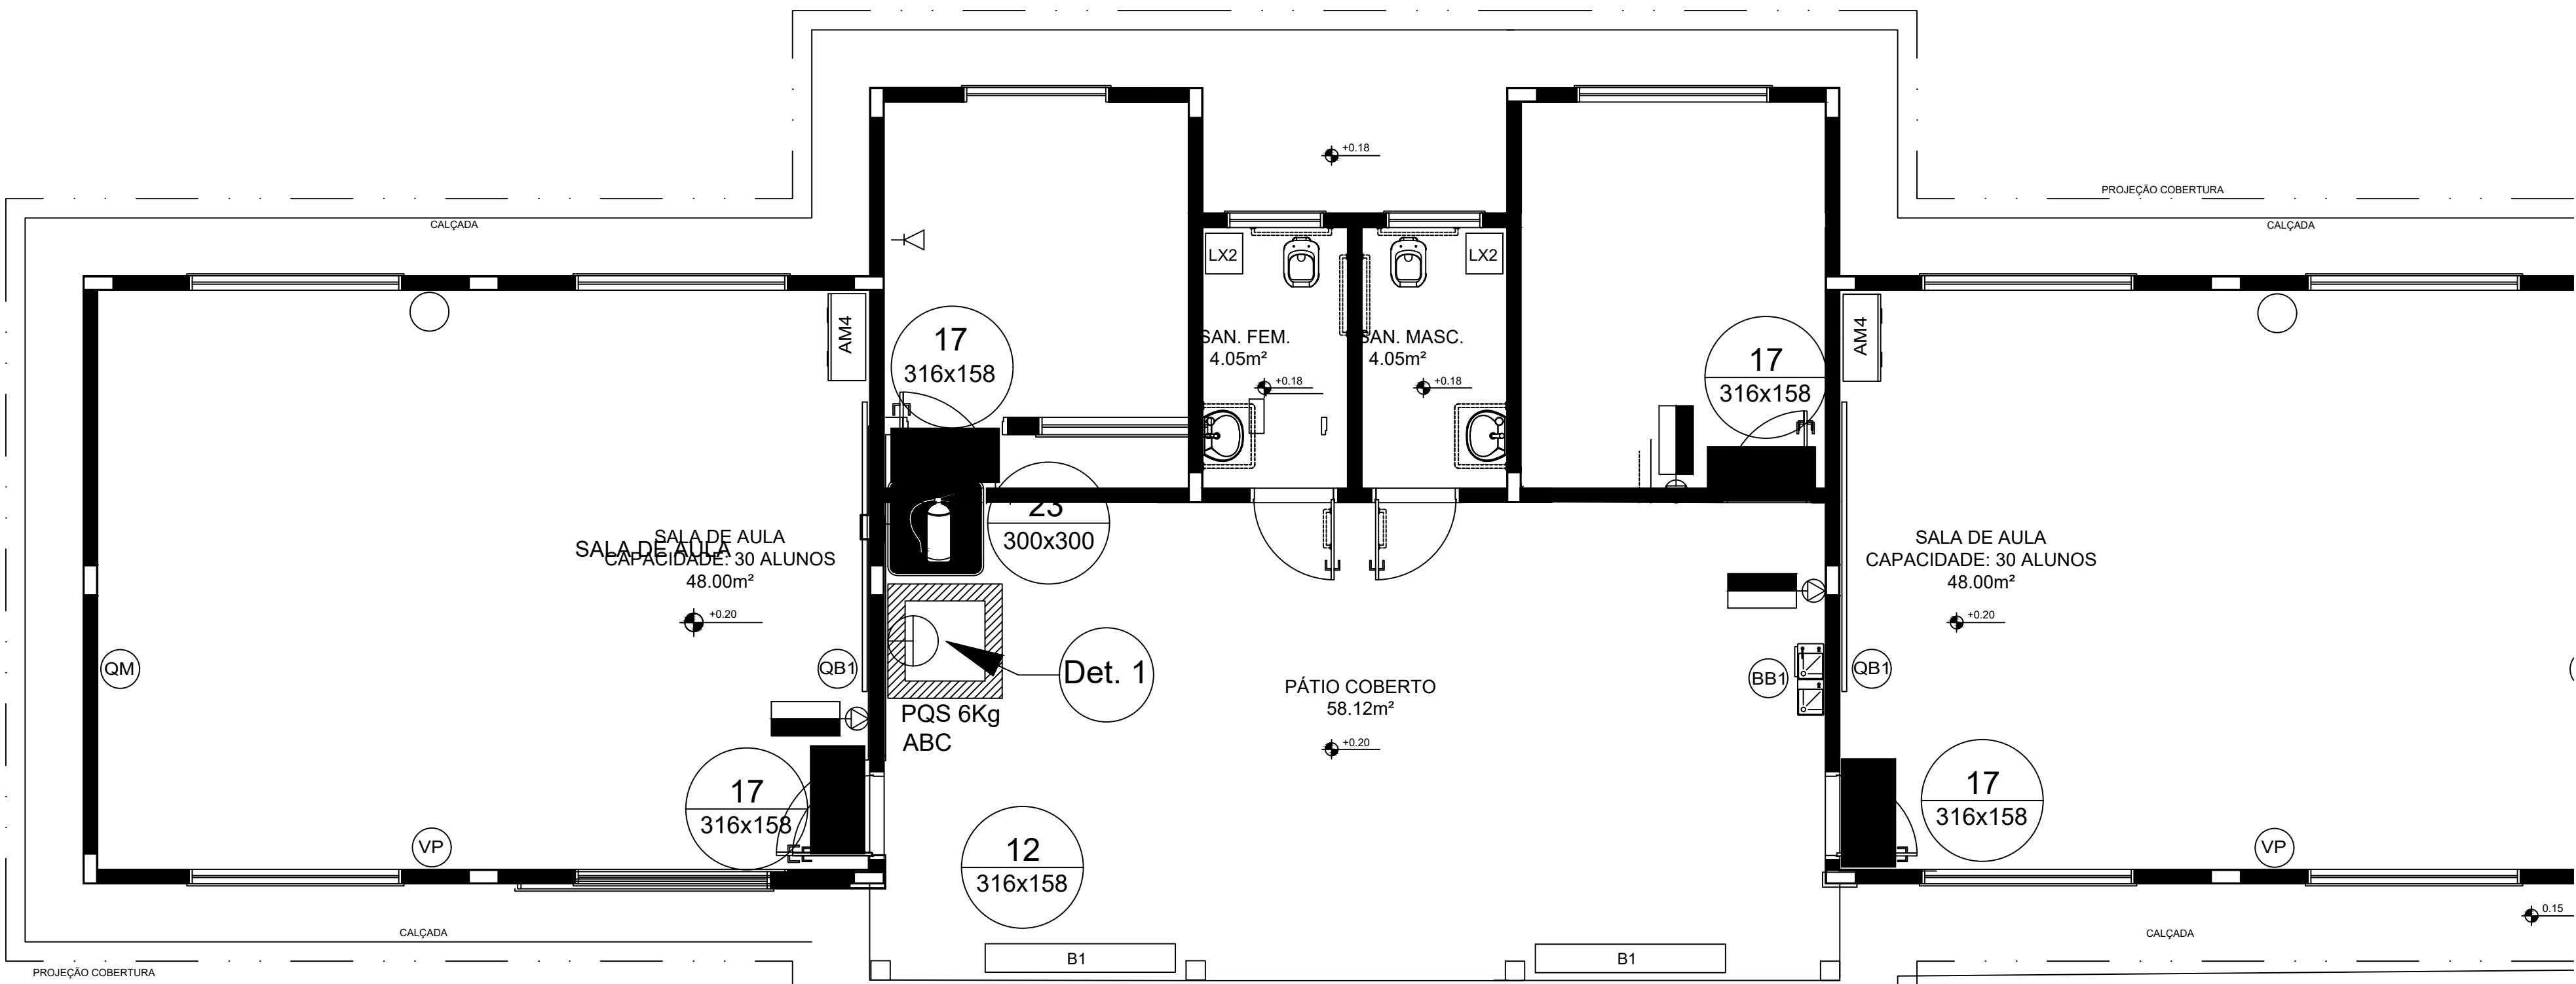 +0.18
PROJEÇÃO COBERTURA
CALÇADA
CALÇADA
LX2
LX2
AM4
AM4
17
316x158
SAN. FEM.
4.05m²
+0.18
SAN. MASC.
4.05m²
+0.18
17
316x158
23
300x300
SALA DE AULA
SALA DE AULA
CAPACIDADE: 30 ALUNOS
48.00m²
+0.20
SALA DE AULA
CAPACIDADE: 30 ALUNOS
48.00m²
+0.20
QM
QB1
Det. 1
PQS 6Kg
ABC
PÁTIO COBERTO
58.12m²
+0.20
BB1
QB1
17
316x158
17
316x158
VP
VP
12
316x158
0.15
CALÇADA
CALÇADA
B1
B1
PROJEÇÃO COBERTURA